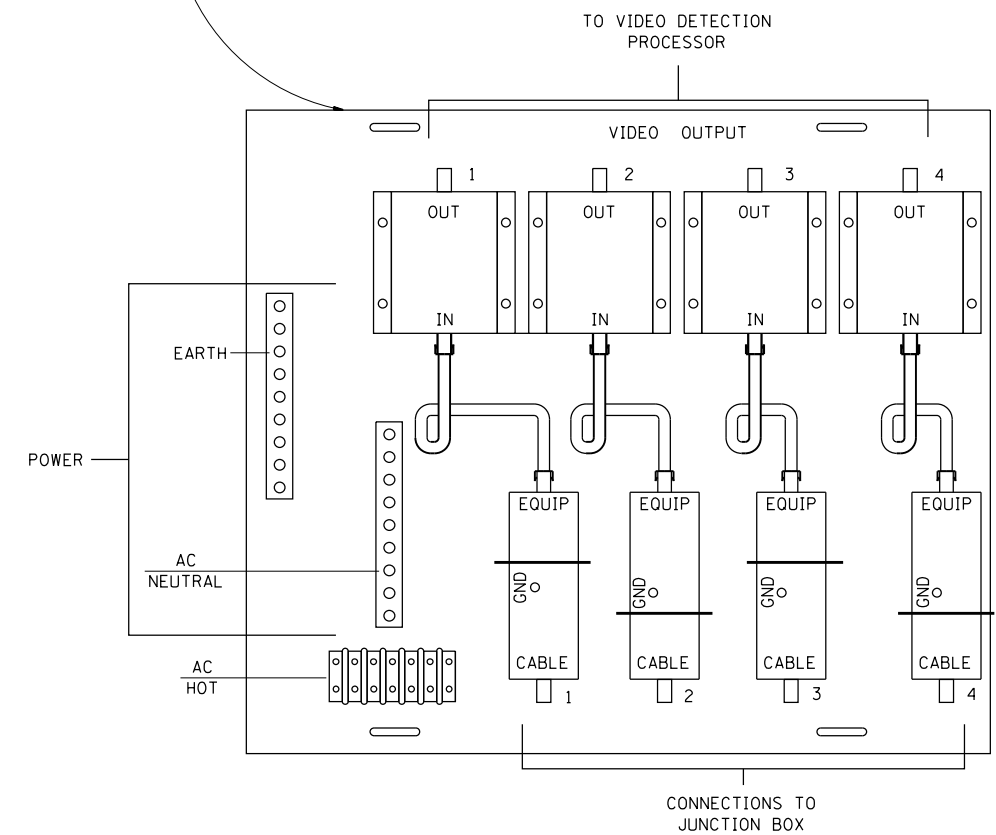 TO VIDEO DETECTION
PROCESSOR
VIDEO OUTPUT
1
2
3
4
OUT
OUT
OUT
OUT
IN
IN
IN
IN
EARTH
POWER
EQUIP
EQUIP
EQUIP
EQUIP
AC
NEUTRAL
GND
GND
GND
GND
CABLE
CABLE
CABLE
CABLE
AC
HOT
1
2
3
4
CONNECTIONS TO
JUNCTION BOX